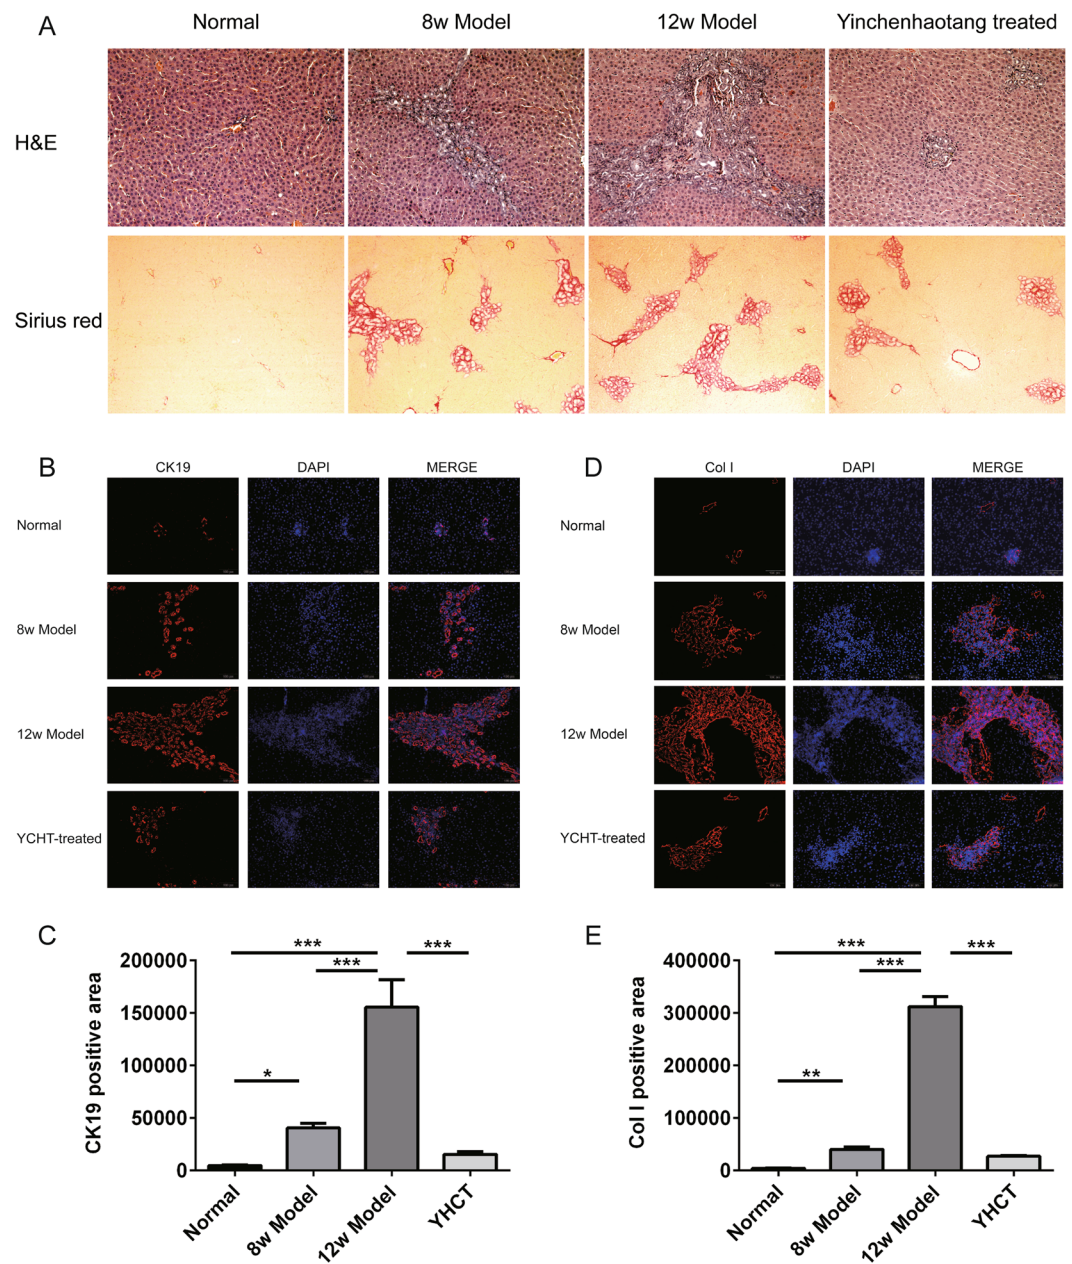 A
Normal
8w Model
12w Model
Yinchenhaotang treated
H&E
Sirius red
B
CK19
DAPI
MERGE
Normal
8w Model
12w Model
YCHT-treated
D
Col I
DAPI
MERGE
Normal
8w Model
12w Model
YCHT-treated
C
***
***
***
*
CK19 positive area
200000
150000
100000
50000
0
Normal
8w Model
12w Model
YHCT
E
***
***
***
**
Col I positive area
400000
300000
200000
100000
0
Normal
8w Model
12w Model
YHCT